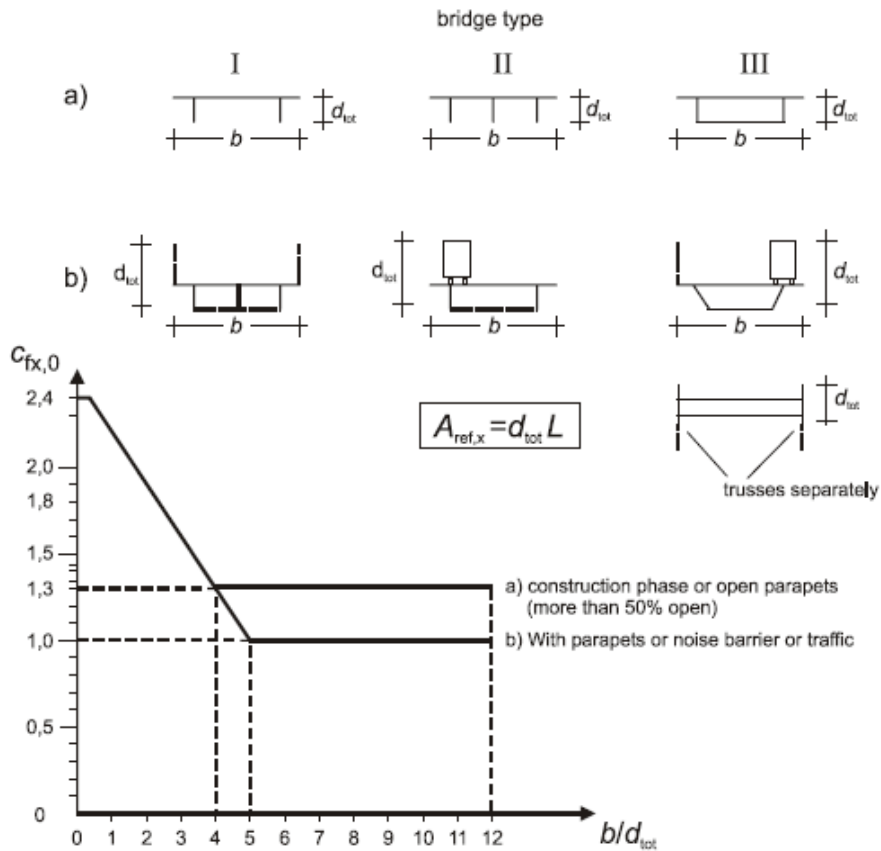 bridge type
I II III
a)
d_tot d_tot d_tot
b b b
b)
d_tot d_tot d_tot
b b b
c_fx,0
2,4
A_ref,x = d_tot L
d_tot
2,0
trusses separately
1,8
1,5
1,3
a) construction phase or open parapets
(more than 50% open)
1,0
b) With parapets or noise barrier or traffic
0,5
0
0 1 2 3 4 5 6 7 8 9 10 11 12
b/d_tot